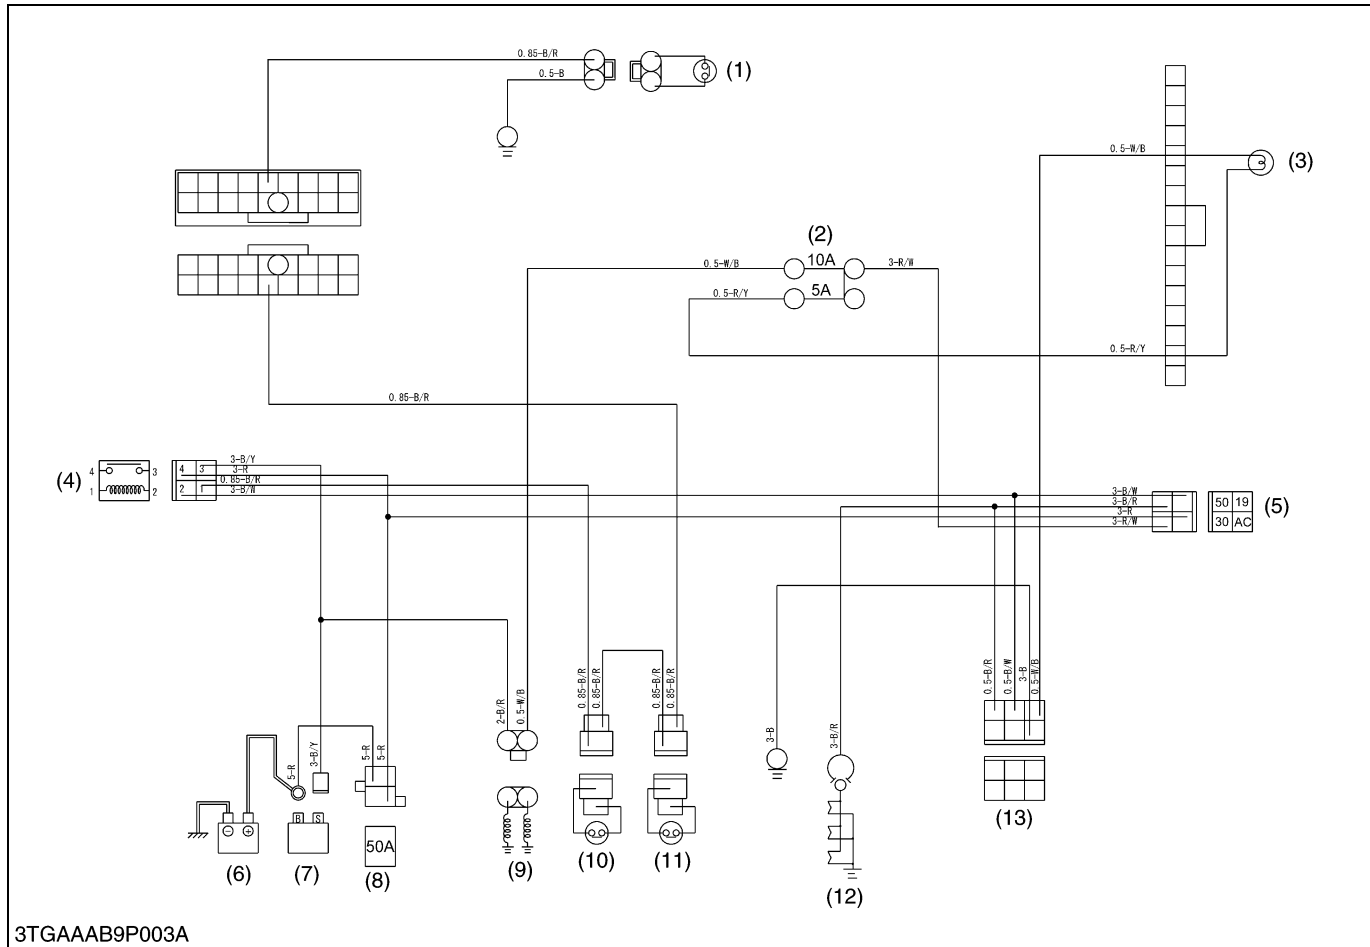 0.85-B/R
0.5-B
(1)
0.5-W/B
(3)
(2)
0.5-W/B
10A
3-R/W
0.5-R/Y
5A
0.5-R/Y
0.85-B/R
(4)
4
3
1
2
4
3
2
1
3-B/Y
3-R
0.85-B/R
3-B/W
3-B/W
3-B/R
3-R
3-R/W
50
19
30
AC
(5)
0.5-B/R
0.5-B/W
3-B
0.5-W/B
0.85-B/R
0.85-B/R
0.85-B/R
0.85-B/R
2-B/R
0.5-W/B
3-B
3-B/R
5-R
3-B/Y
5-R
5-R
B
S
50A
(6)
(7)
(8)
(9)
(10)
(11)
(12)
(13)
3TGAAAB9P003A